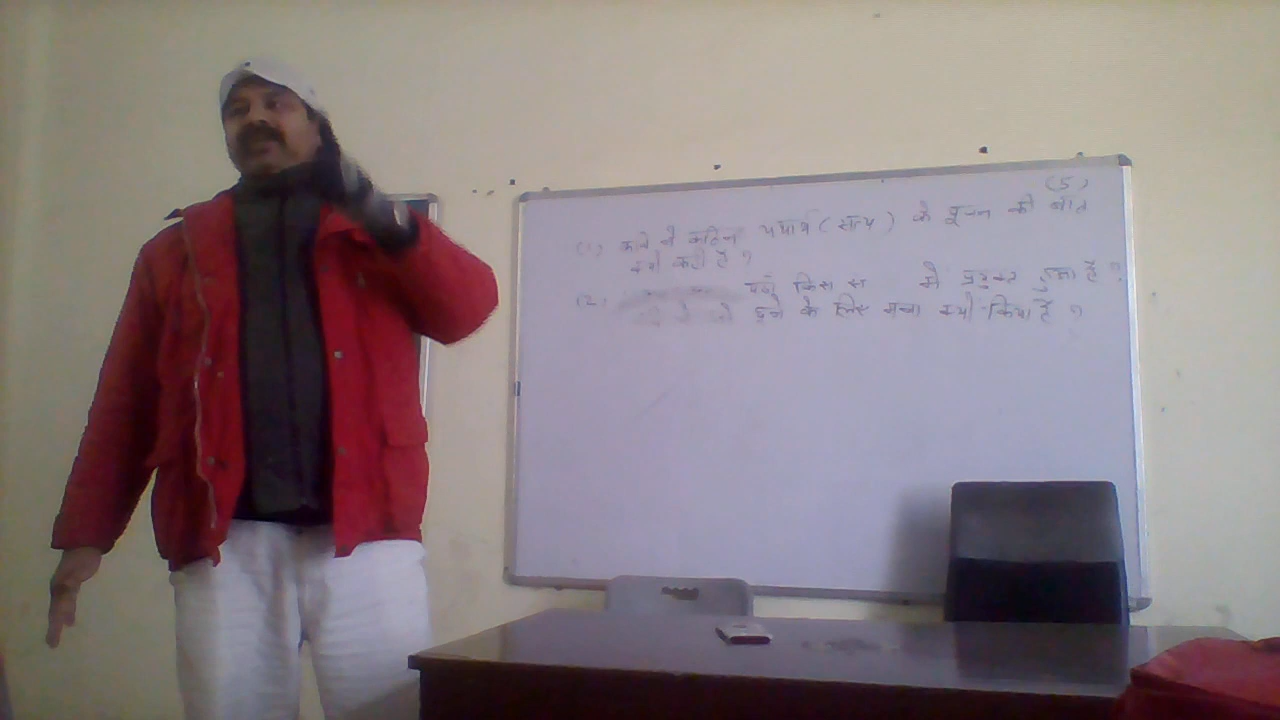 (5)
(1) कवि ने कठिन यथार्थ (सत्य) के पूजन की बात
क्यों कही है ?
(2) यहाँ किस रूप में प्रयुक्त हुआ है ?
छूने के लिए मना क्यों किया है ?